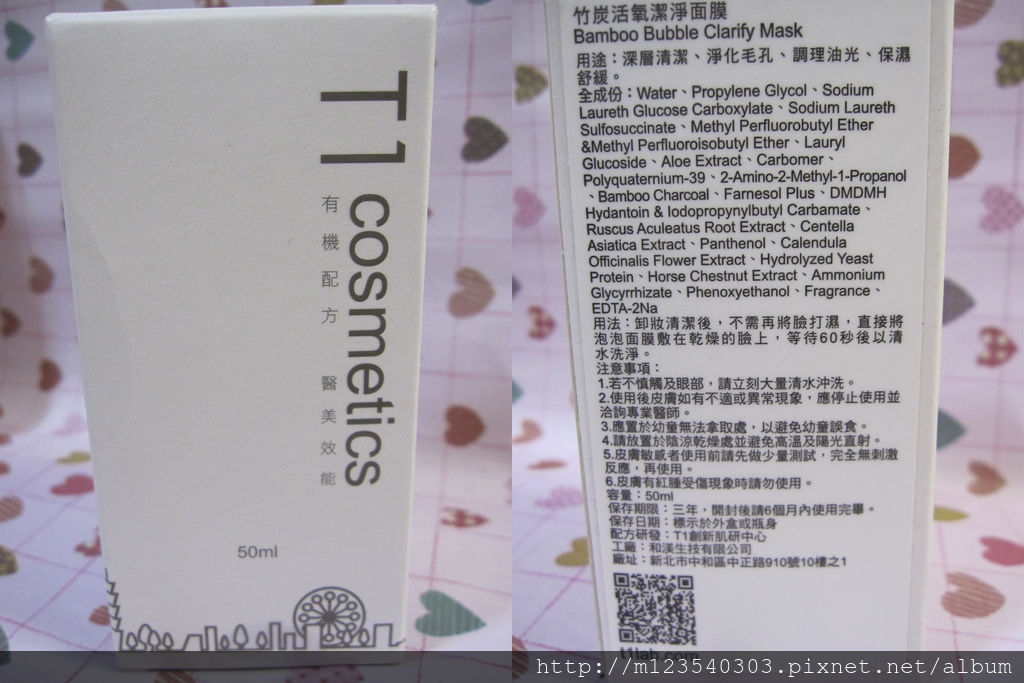 T1 cosmetics
有機配方 醫美效能
50ml
竹炭活氧潔淨面膜
Bamboo Bubble Clarify Mask
用途：深層清潔、淨化毛孔、調理油光、保濕
舒緩。
全成份：Water、Propylene Glycol、Sodium
Laureth Glucose Carboxylate、Sodium Laureth
Sulfosuccinate、Methyl Perfluorobutyl Ether
&Methyl Perfluoroisobutyl Ether、Lauryl
Glucoside、Aloe Extract、Carbomer、
Polyquaternium-39、2-Amino-2-Methyl-1-Propanol
、Bamboo Charcoal、Farnesol Plus、DMDMH
Hydantoin & Iodopropynylbutyl Carbamate、
Ruscus Aculeatus Root Extract、Centella
Asiatica Extract、Panthenol、Calendula
Officinalis Flower Extract、Hydrolyzed Yeast
Protein、Horse Chestnut Extract、Ammonium
Glycyrrhizate、Phenoxyethanol、Fragrance、
EDTA-2Na
用法：卸妝清潔後，不需再將臉打濕，直接將
泡泡面膜敷在乾燥的臉上，等待60秒後以清
水洗淨。
注意事項：
1.若不慎觸及眼部，請立刻大量清水沖洗。
2.使用後皮膚如有不適或異常現象，應停止使用並
洽詢專業醫師。
3.應置於幼童無法拿取處，以避免幼童誤食。
4.請放置於陰涼乾燥處並避免高溫及陽光直射。
5.皮膚敏感者使用前請先做少量測試，完全無刺激
反應，再使用。
6.皮膚有紅腫受傷現象時請勿使用。
容量：50ml
保存期限：三年，開封後請6個月內使用完畢。
保存日期：標示於外盒或瓶身
配方研發：T1創新肌研中心
工廠：和渼生技有限公司
廠址：新北市中和區中正路910號10樓之1
t1lab.com
http://m123540303.pixnet.net/album